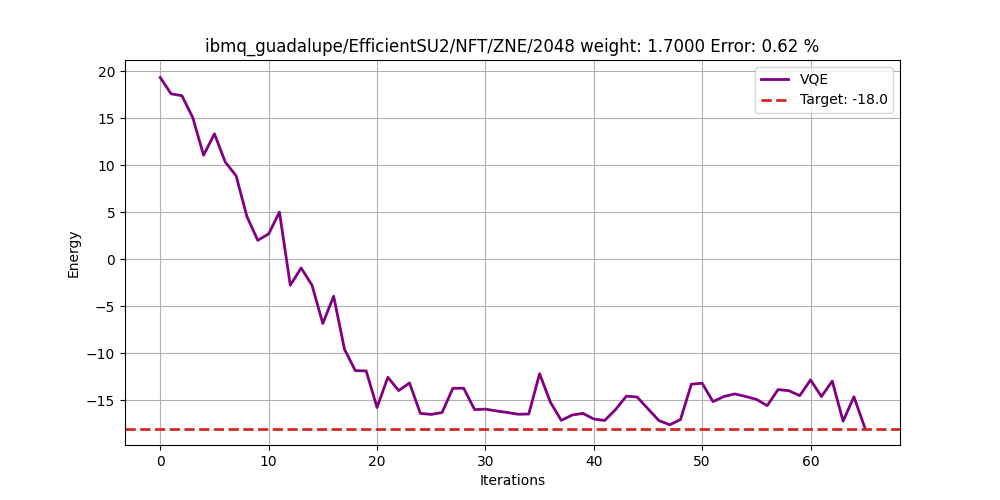 ibmq_guadalupe/EfficientSU2/NFT/ZNE/2048 weight: 1.7000 Error: 0.62 %
VQE
Target: -18.0
20
15
10
5
0
−5
−10
−15
Energy
0 10 20 30 40 50 60
Iterations